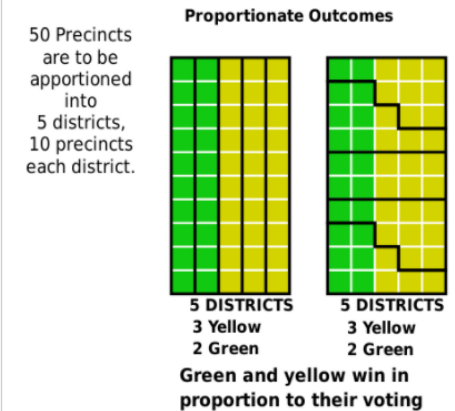 Proportionate Outcomes
50 Precincts
are to be
apportioned
into
5 districts,
10 precincts
each district.
5 DISTRICTS
3 Yellow
2 Green
5 DISTRICTS
3 Yellow
2 Green
Green and yellow win in
proportion to their voting